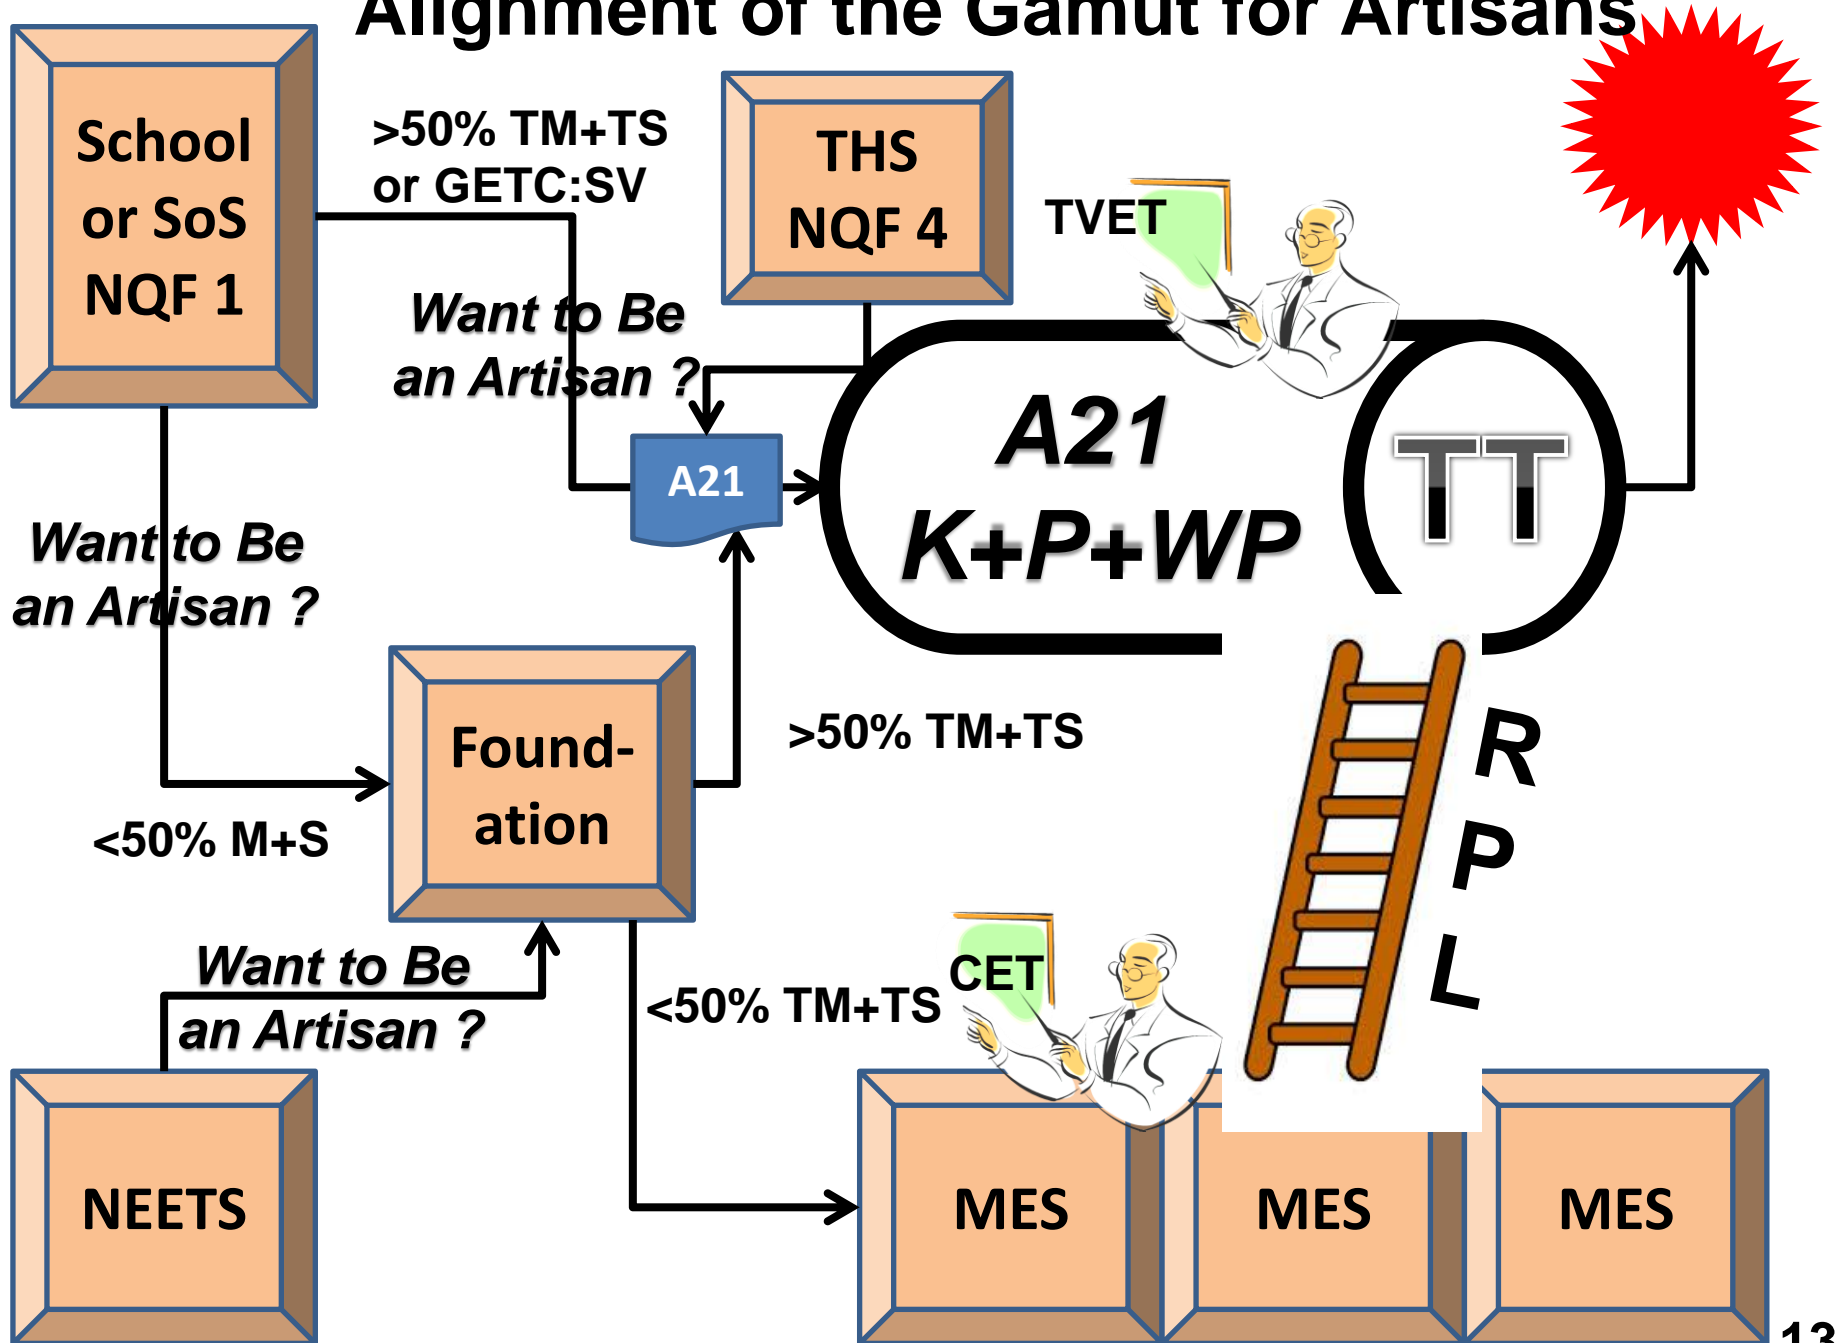 Alignment of the Gamut for Artisans
School
or SoS
NQF 1
>50% TM+TS
or GETC:SV
THS
NQF 4
TVET
Want to Be
an Artisan ?
A21
A21
K+P+WP
TT
Want to Be
an Artisan ?
Found-
ation
>50% TM+TS
<50% M+S
R
P
L
Want to Be
an Artisan ?
<50% TM+TS
CET
NEETS
MES
MES
MES
13